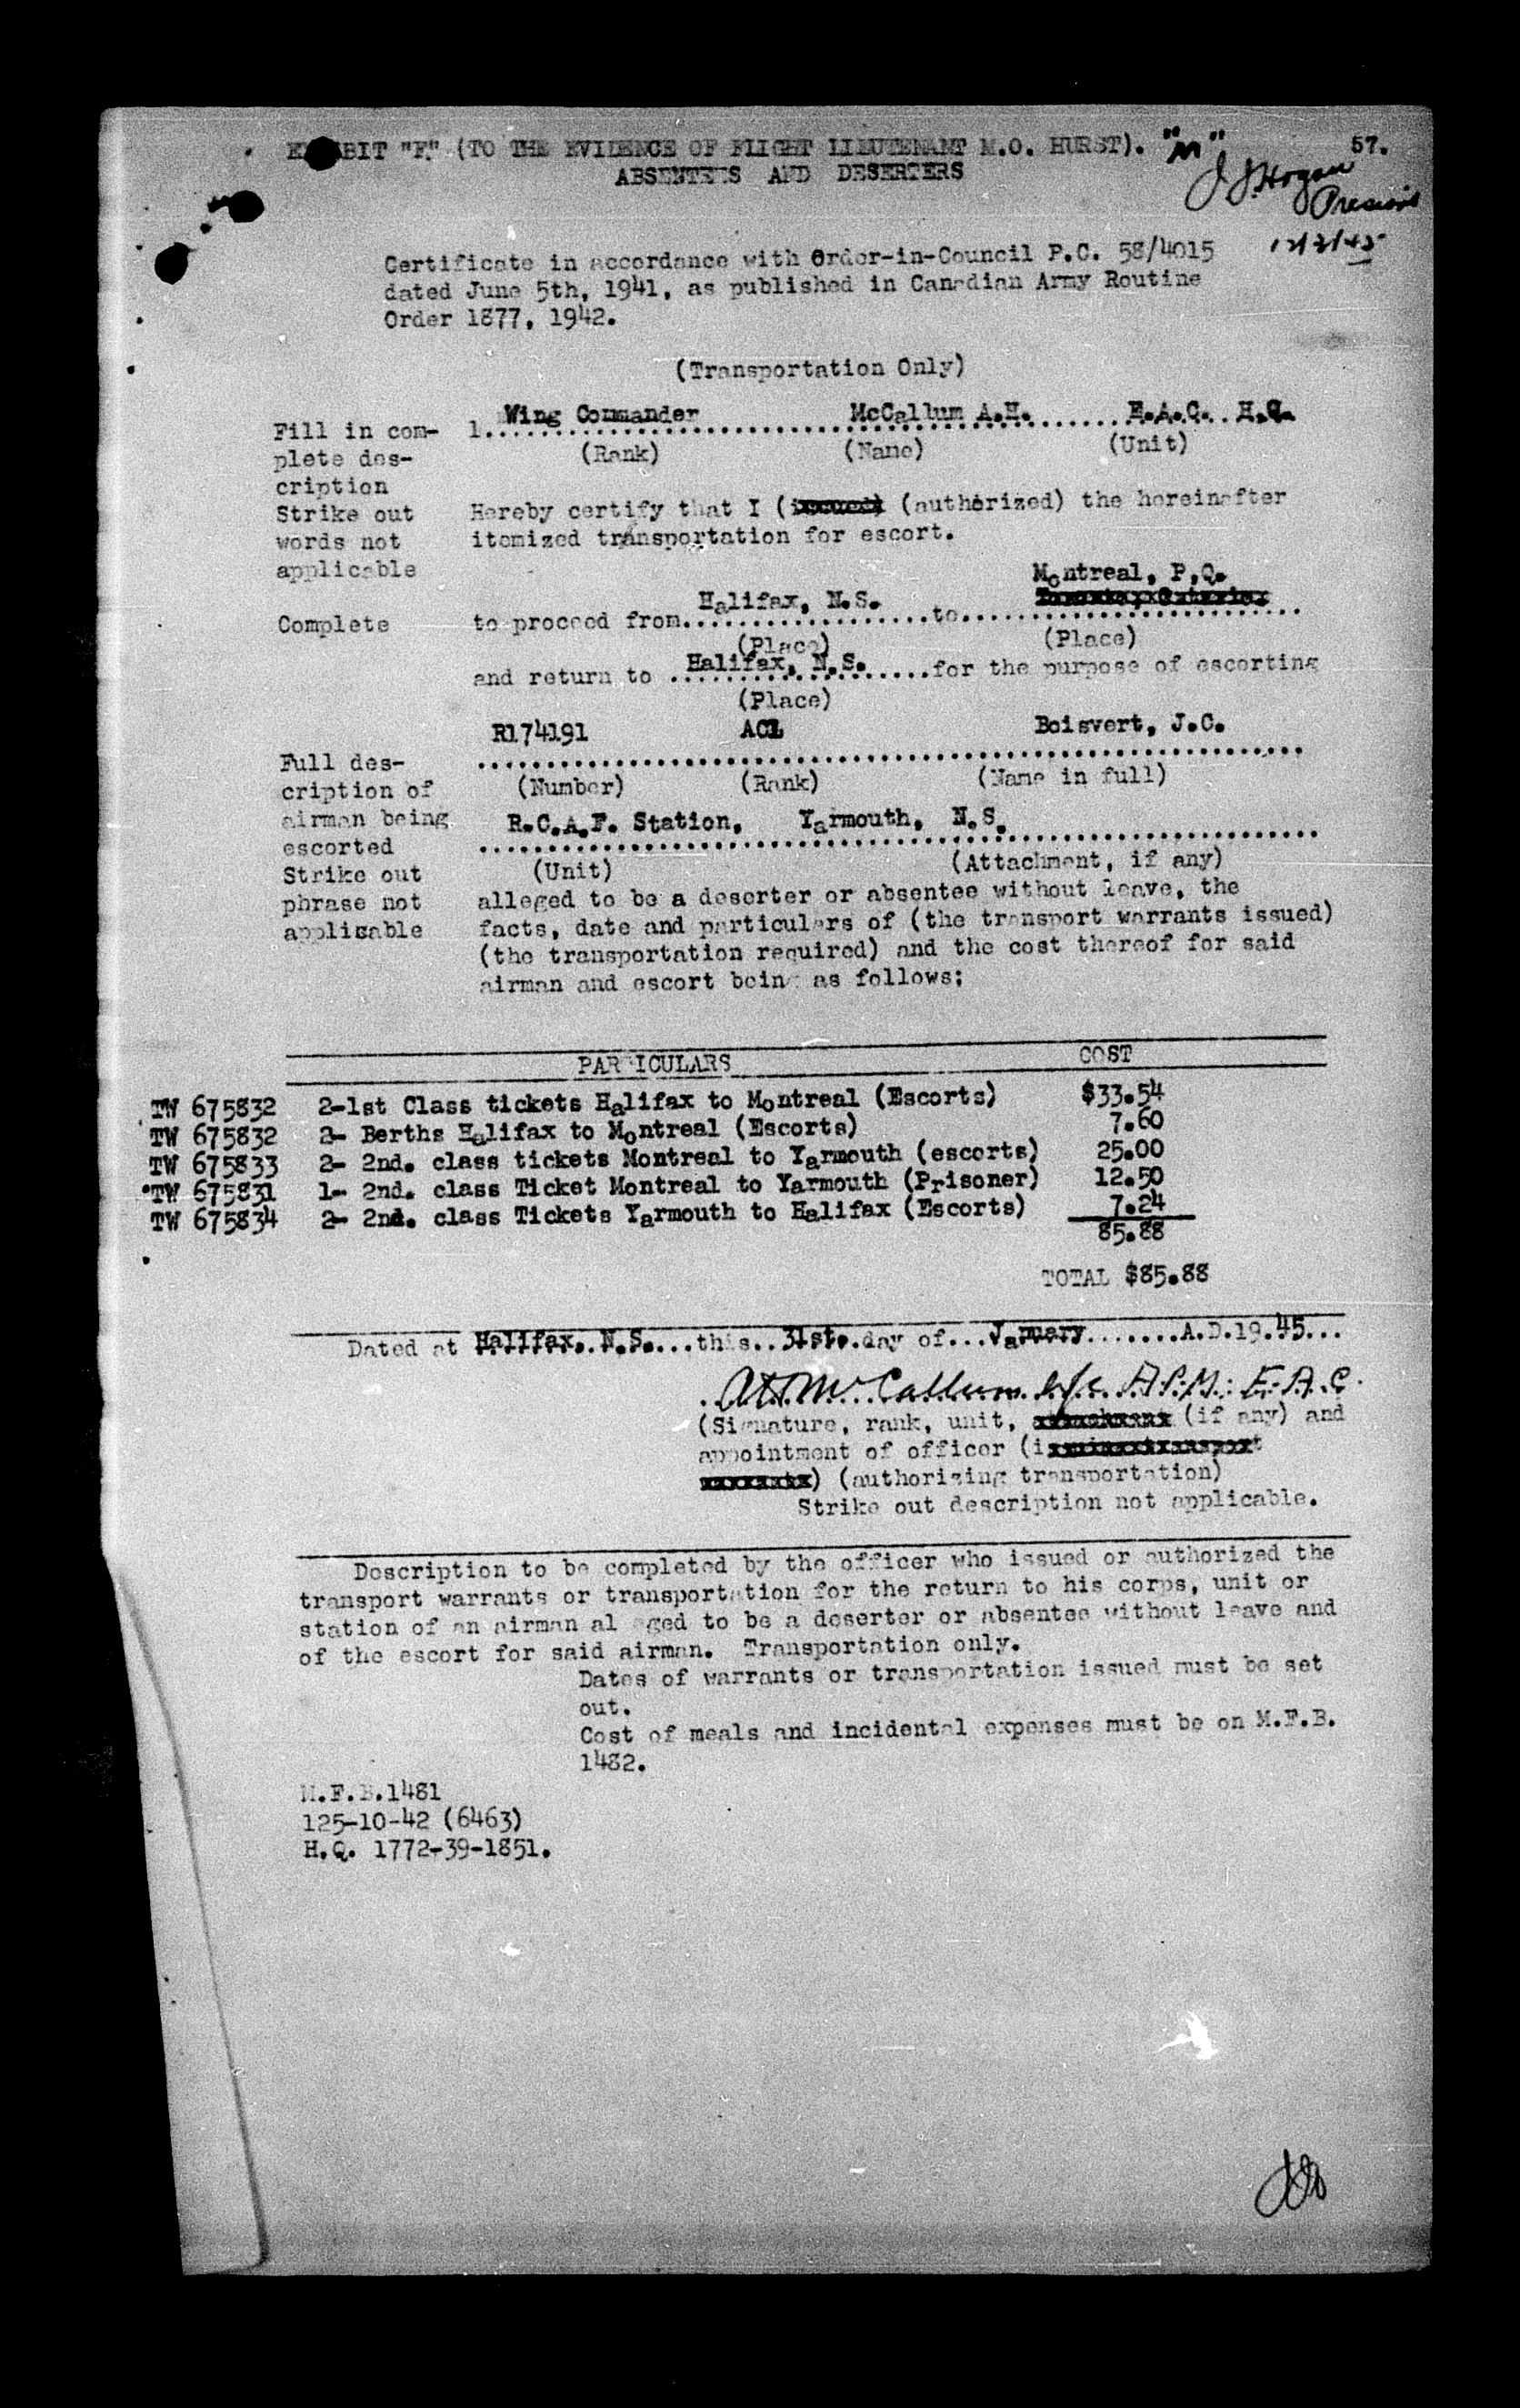 EXHIBIT "F" (TO THE EVIDENCE OF FLIGHT LIEUTENANT M.O. HURST). "M" 57.
ABSENTEES AND DESERTERS
J J Hogan
12/3/45
Certificate in accordance with Order-in-Council P.C. 58/4015
dated June 5th, 1941, as published in Canadian Army Routine
Order 1877, 1942.
(Transportation Only)
Wing Commander McCallum A.H. E.A.C. H.Q.
Fill in com- 1..................................................
plete des- (Rank) (Name) (Unit)
cription
Strike out Hereby certify that I (issued) (authorized) the hereinafter
words not itemized transportation for escort.
applicable
Montreal, P,Q.
Halifax, N.S. Toronto, Ontario.
Complete to proceed from..................to.........................
(Place) (Place)
and return to Halifax, N.S. ...for the purpose of escorting
(Place)
R174191 AC1 Boisvert, J.C.
Full des- ............................................................
cription of (Number) (Rank) (Name in full)
airman being R.C.A.F. Station, Yarmouth, N.S.
escorted ............................................................
Strike out (Unit) (Attachment, if any)
phrase not alleged to be a deserter or absentee without leave, the
applicable facts, date and particulars of (the transport warrants issued)
(the transportation required) and the cost thereof for said
airman and escort being as follows;
PARTICULARS COST
TW 675832 2-1st Class tickets Halifax to Montreal (Escorts) $33.54
TW 675832 2- Berths Halifax to Montreal (Escorts) 7.60
TW 675833 2- 2nd. class tickets Montreal to Yarmouth (escorts) 25.00
TW 675831 1- 2nd. class Ticket Montreal to Yarmouth (Prisoner) 12.50
TW 675834 2- 2nd. class Tickets Yarmouth to Halifax (Escorts) 7.24
85.88
TOTAL $85.88
Dated at Halifax, N.S....this..31st..day of...January.......A.D.19.45...
A.H. McCallum w/c A.P.M. E.A.C.
(Signature, rank, unit, attachment (if any) and
appointment of officer (issuing transport
warrants) (authorizing transportation)
Strike out description not applicable.
Description to be completed by the officer who issued or authorized the
transport warrants or transportation for the return to his corps, unit or
station of an airman al eged to be a deserter or absentee without leave and
of the escort for said airman. Transportation only.
Dates of warrants or transportation issued must be set
out.
Cost of meals and incidental expenses must be on M.F.B.
1482.
M.F.B.1481
125-10-42 (6463)
H.Q. 1772-39-1851.